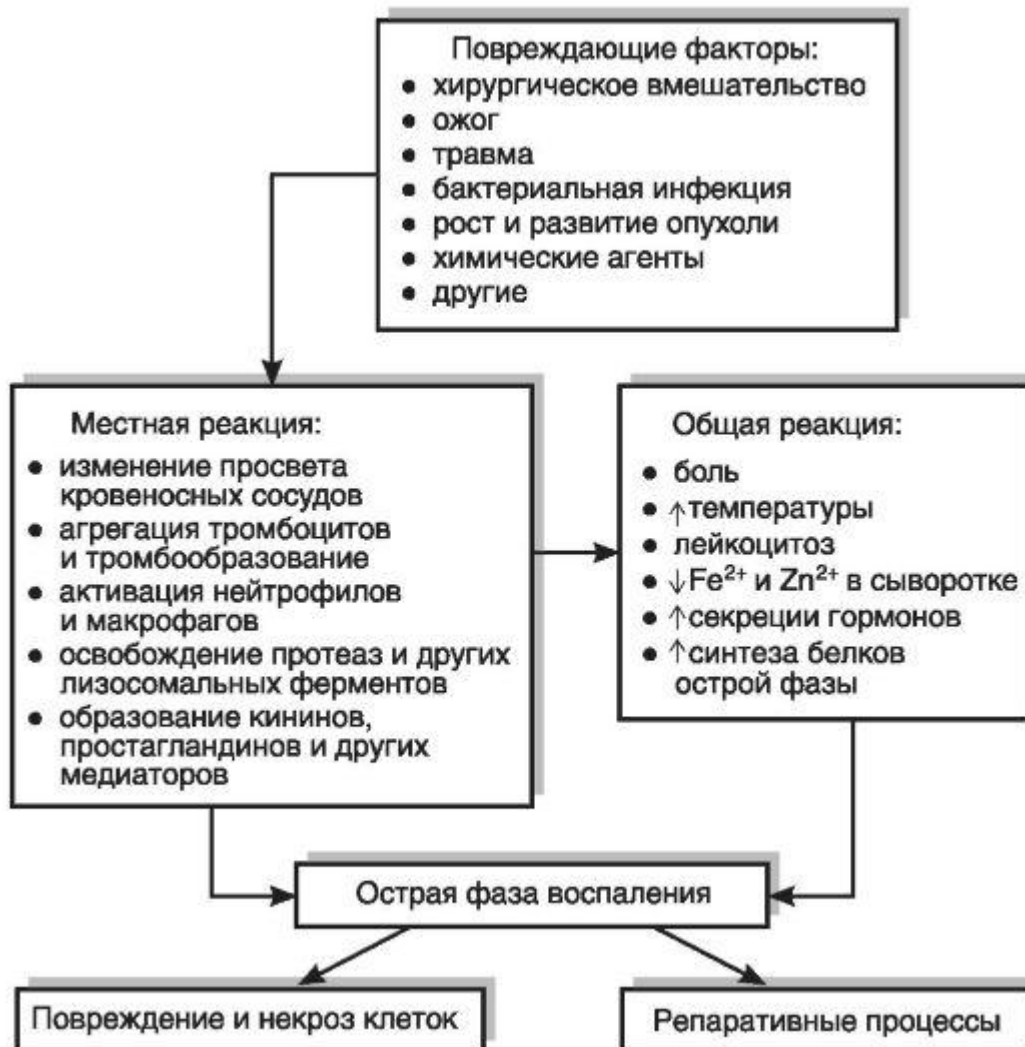 Повреждающие факторы:
• хирургическое вмешательство
• ожог
• травма
• бактериальная инфекция
• рост и развитие опухоли
• химические агенты
• другие
Местная реакция:
• изменение просвета
кровеносных сосудов
• агрегация тромбоцитов
и тромбообразование
• активация нейтрофилов
и макрофагов
• освобождение протеаз и других
лизосомальных ферментов
• образование кининов,
простагландинов и других
медиаторов
Общая реакция:
• боль
• ↑температуры
• лейкоцитоз
• ↓Fe²⁺ и Zn²⁺ в сыворотке
• ↑секреции гормонов
• ↑синтеза белков
острой фазы
Острая фаза воспаления
Повреждение и некроз клеток
Репаративные процессы